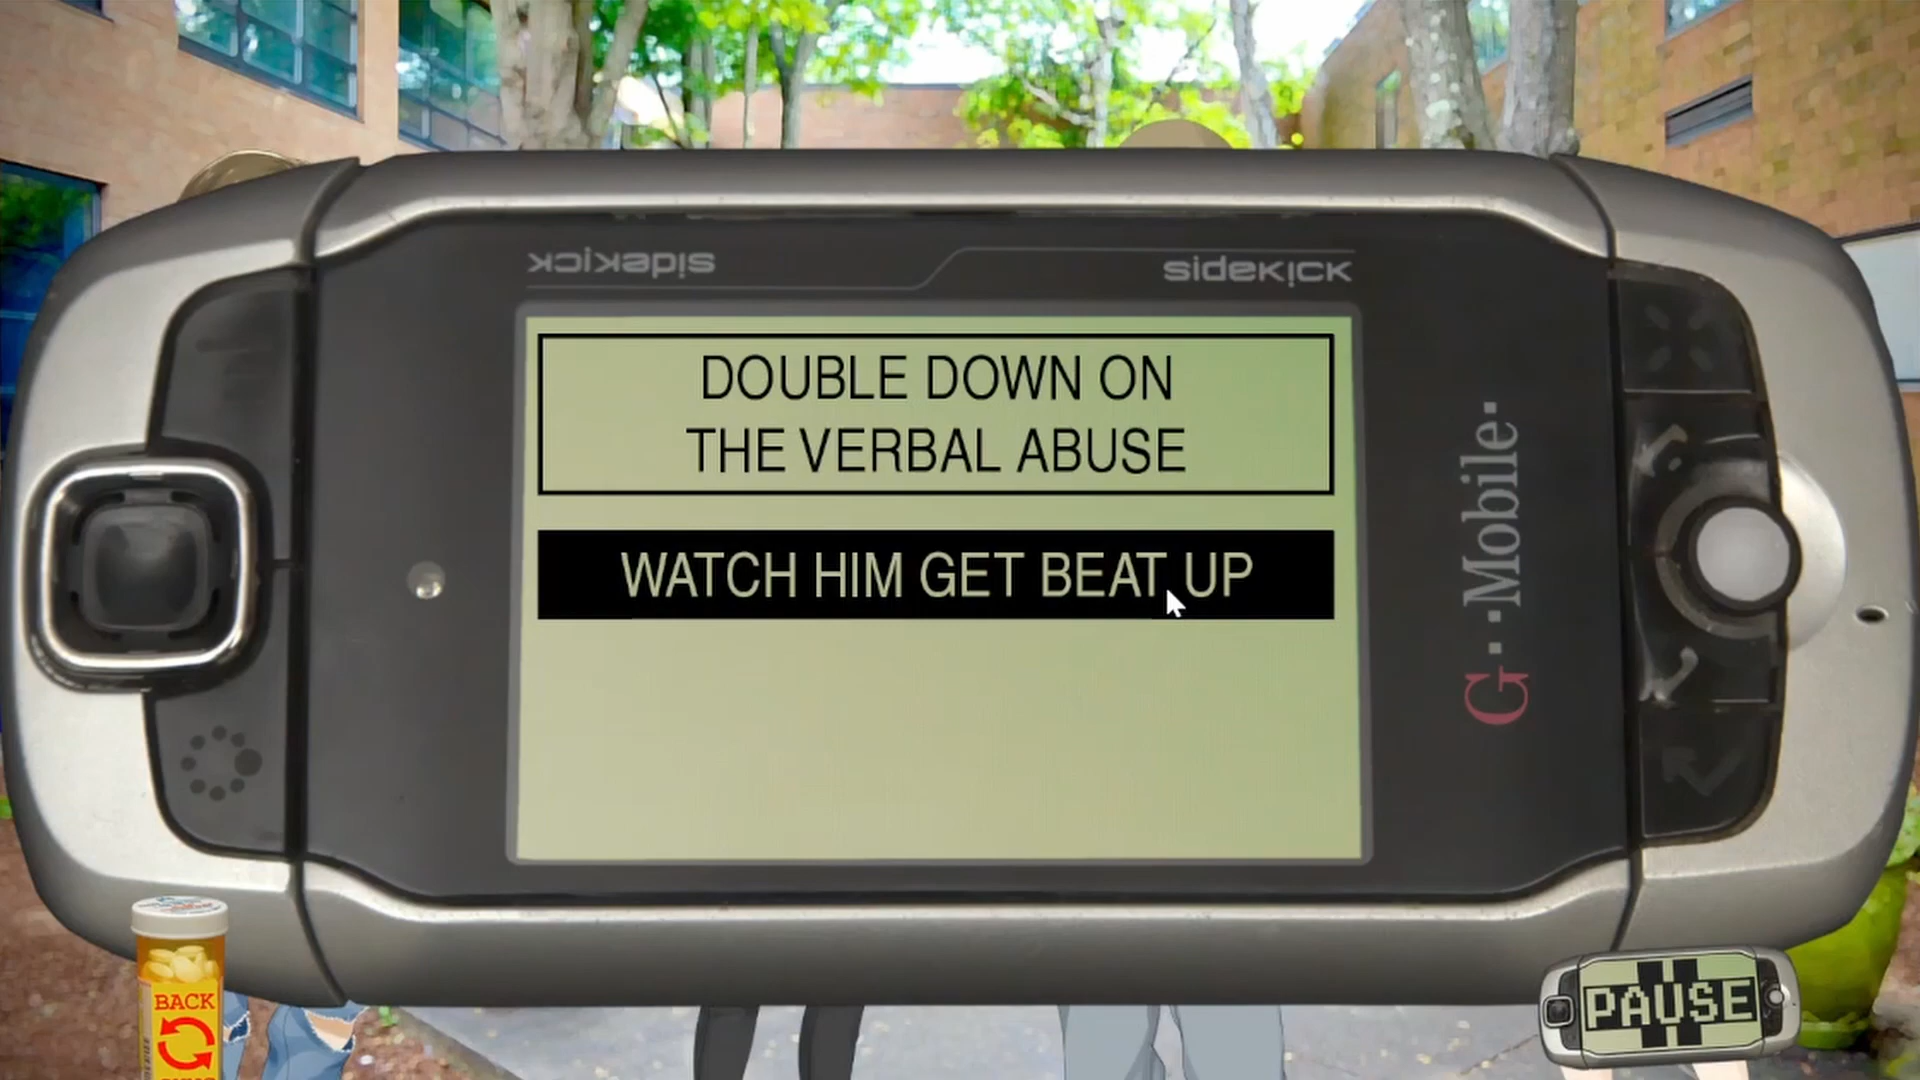 sidekick
sidekick
DOUBLE DOWN ON
THE VERBAL ABUSE
WATCH HIM GET BEAT UP
G··Mobile·
BACK
PAUSE